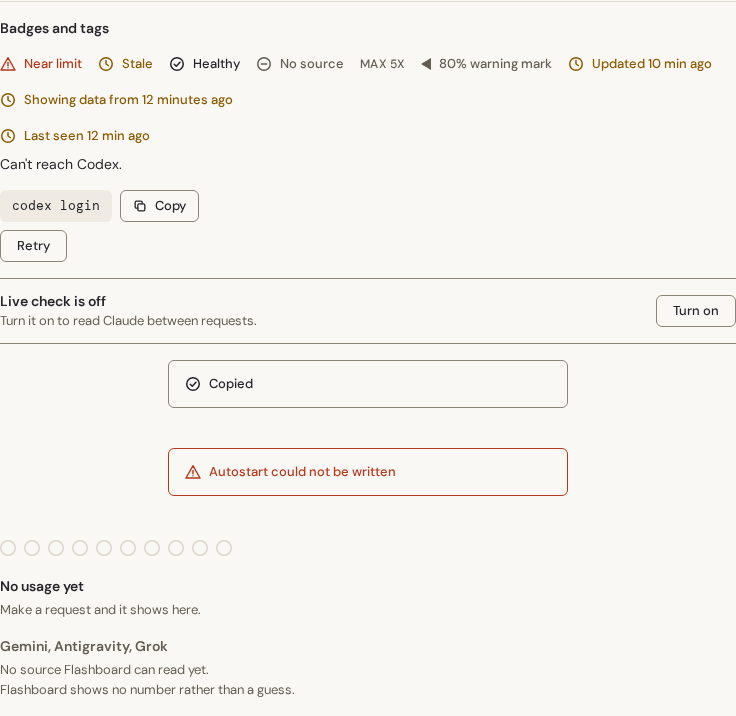 Badges and tags
Near limit Stale Healthy No source MAX 5X 80% warning mark Updated 10 min ago
Showing data from 12 minutes ago
Last seen 12 min ago
Can't reach Codex.
codex login Copy
Retry
Live check is off
Turn it on to read Claude between requests.
Turn on
Copied
Autostart could not be written
No usage yet
Make a request and it shows here.
Gemini, Antigravity, Grok
No source Flashboard can read yet.
Flashboard shows no number rather than a guess.